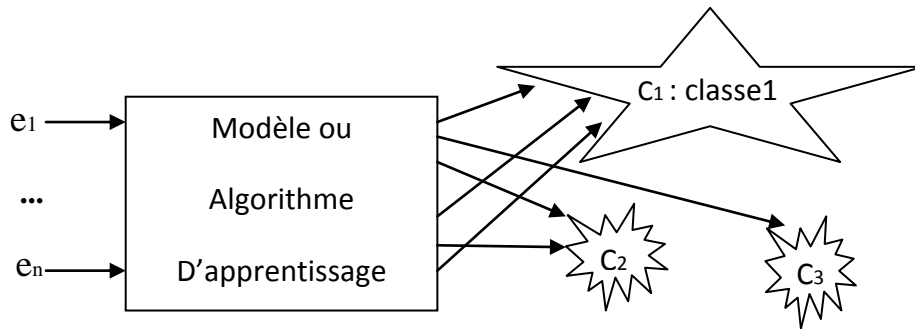 C1 : classe1
e1
Modèle ou
...
Algorithme
en
D'apprentissage
C2
C3